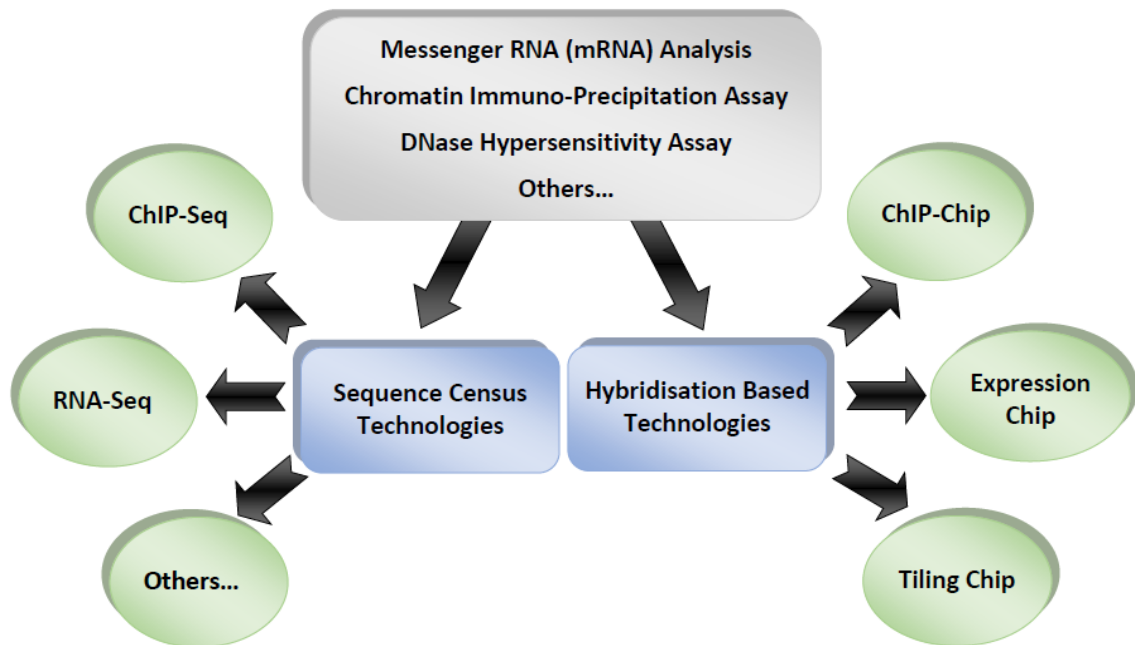 Messenger RNA (mRNA) Analysis
Chromatin Immuno-Precipitation Assay
DNase Hypersensitivity Assay
Others...
ChIP-Seq
ChIP-Chip
RNA-Seq
Sequence Census
Technologies
Hybridisation Based
Technologies
Expression
Chip
Others...
Tiling Chip